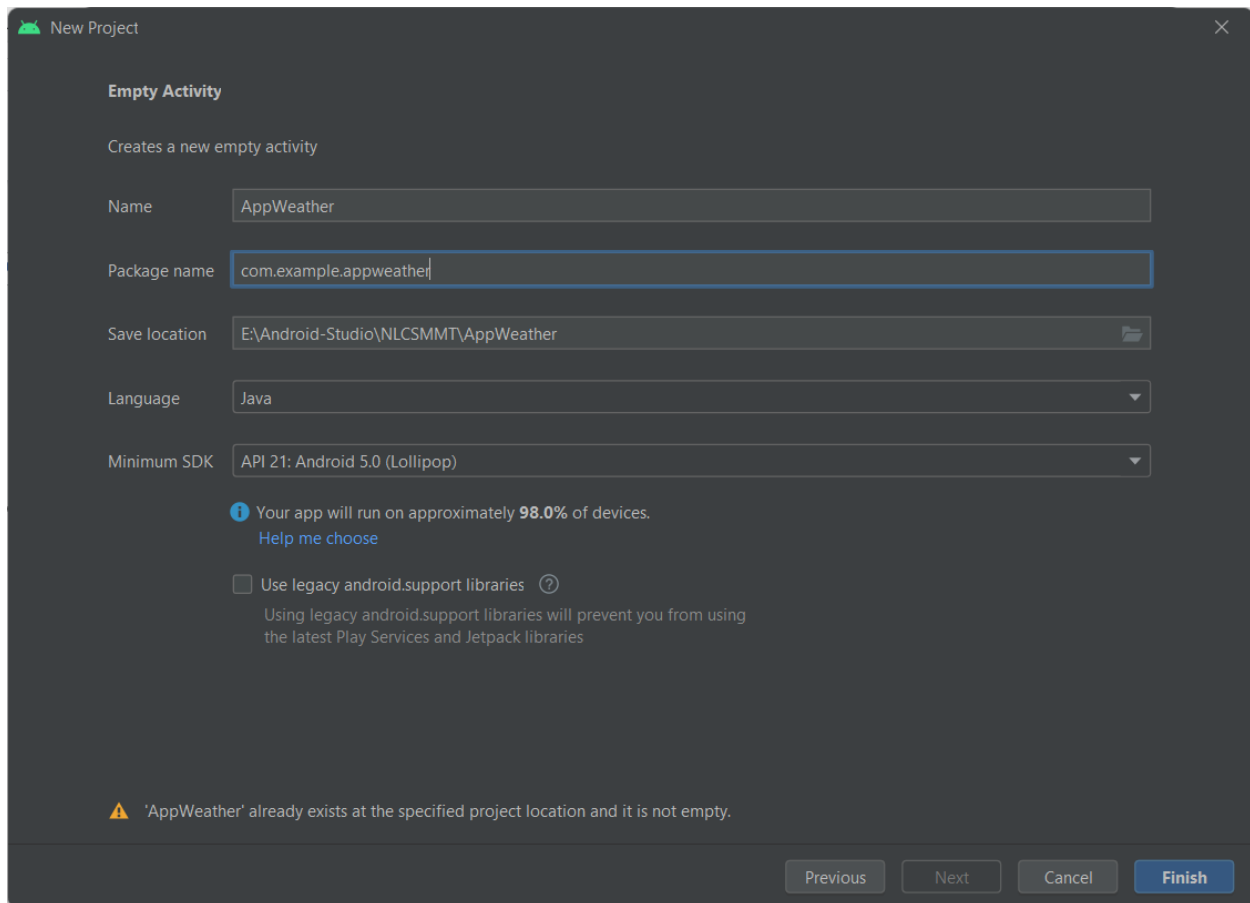 New Project
Empty Activity
Creates a new empty activity
Name AppWeather
Package name com.example.appweather
Save location E:\Android-Studio\NLCSMMT\AppWeather
Language Java
Minimum SDK API 21: Android 5.0 (Lollipop)
Your app will run on approximately 98.0% of devices.
Help me choose
Use legacy android.support libraries ?
Using legacy android.support libraries will prevent you from using
the latest Play Services and Jetpack libraries
'AppWeather' already exists at the specified project location and it is not empty.
Previous Next Cancel Finish